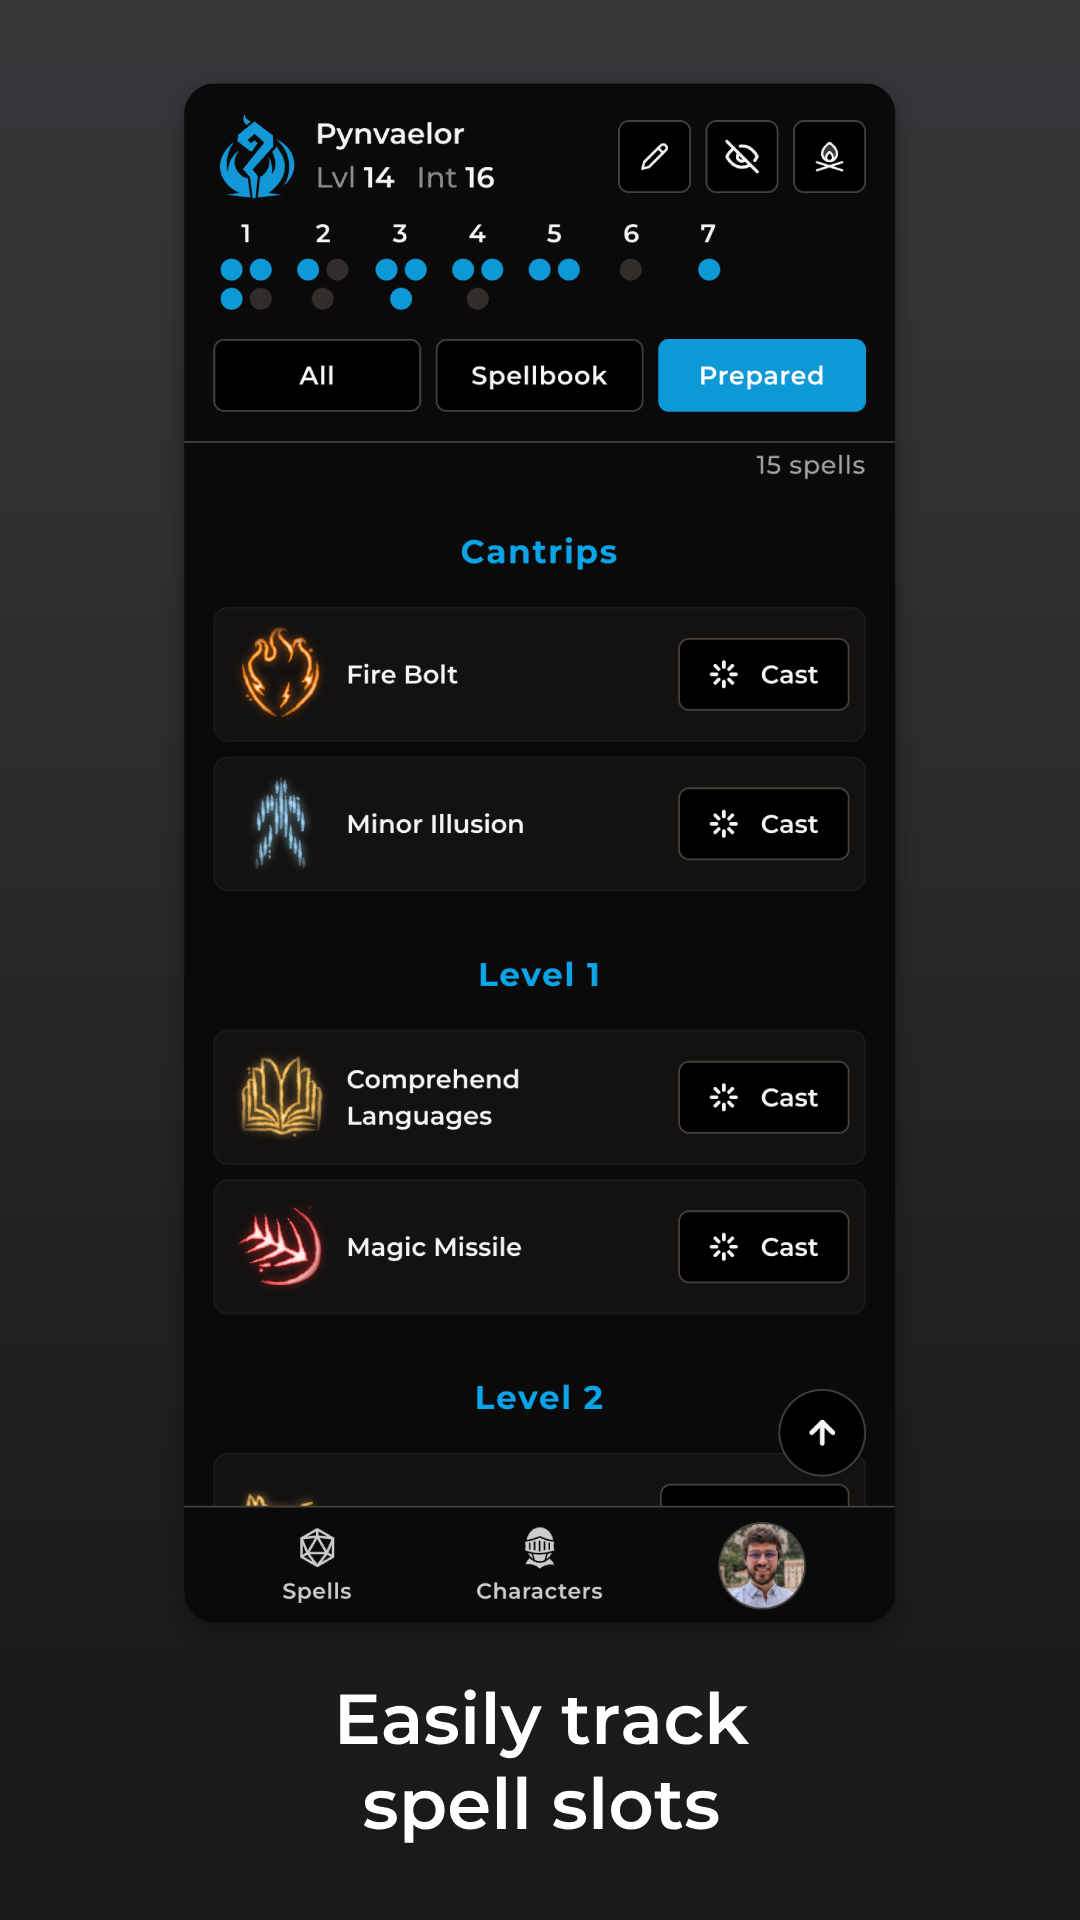 Pynvaelor
Lvl 14 Int 16
1 2 3 4 5 6 7
All Spellbook Prepared
15 spells
Cantrips
Fire Bolt Cast
Minor Illusion Cast
Level 1
Comprehend
Languages
Cast
Magic Missile Cast
Level 2
Spells Characters
Easily track
spell slots